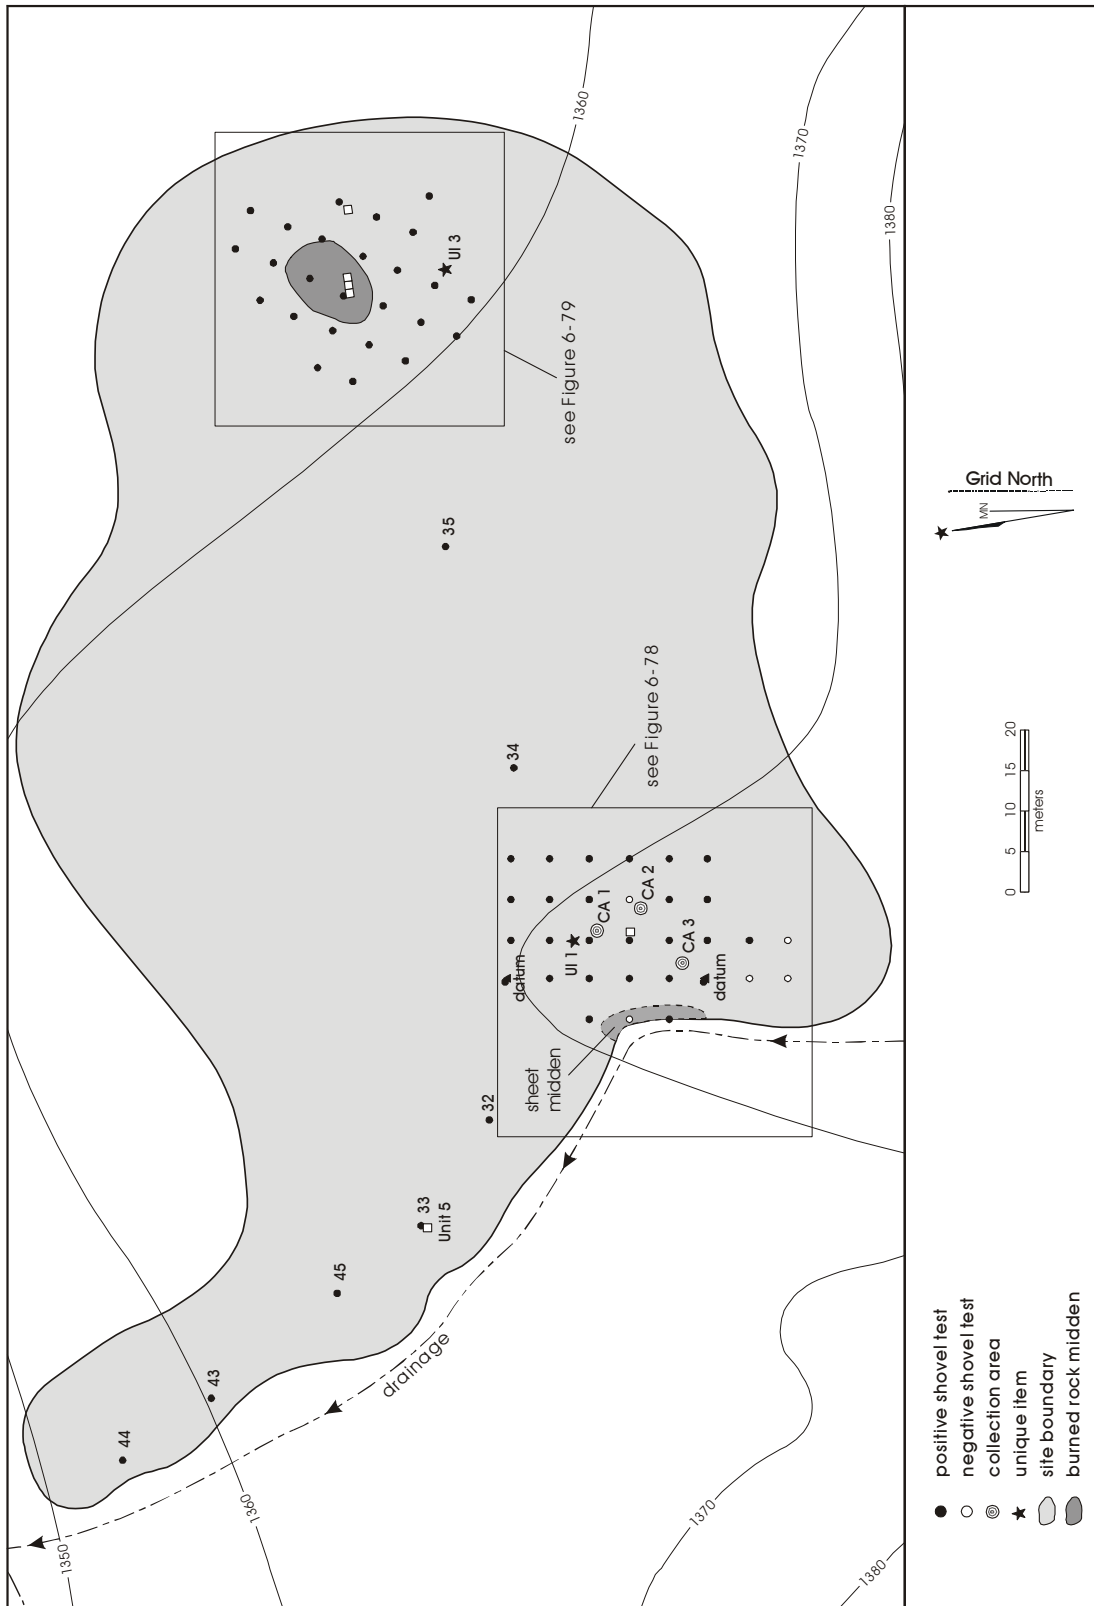 1360
1370
1380
UI 3
see Figure 6-79
35
34
see Figure 6-78
UI 1
CA 1
CA 2
CA 3
datum
datum
sheet
midden
32
33
Unit 5
45
43
44
drainage
1350
1360
1370
1380
Grid North
MN
0 5 10 15 20
meters
positive shovel test
negative shovel test
collection area
unique item
site boundary
burned rock midden